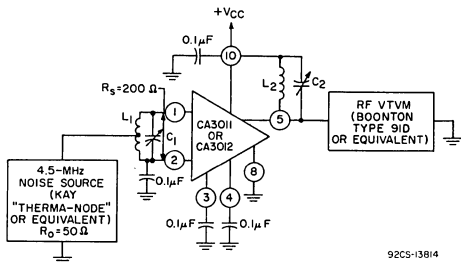 +VCC
0.1µF
10
RS=200 Ω
L2
C2
L1
1
C1
CA3011
OR
CA3012
5
RF VTVM
(BOONTON
TYPE 91D
OR EQUIVALENT)
2
8
4.5-MHz
NOISE SOURCE
(KAY
"THERMA-NODE"
OR EQUIVALENT)
Ro=50Ω
0.1µF
3
4
0.1µF
0.1µF
92CS-13814